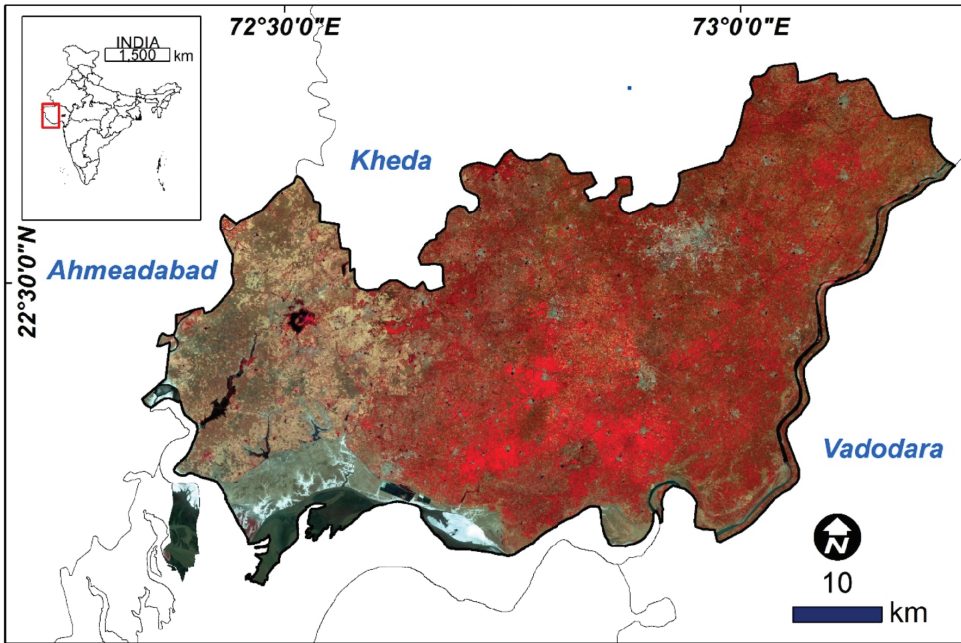 72°30'0"E
73°0'0"E
INDIA
1,500 km
Kheda
Ahmeadabad
22°30'0"N
Vadodara
N
10
km